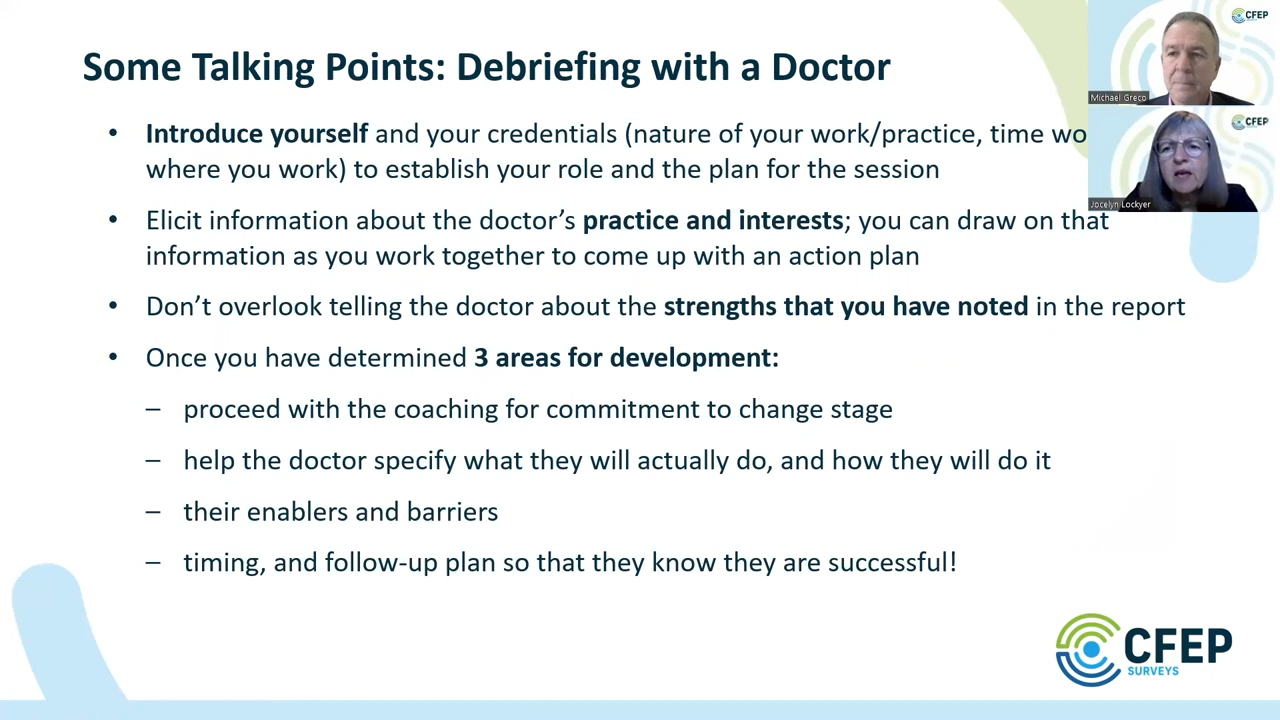 Some Talking Points: Debriefing with a Doctor
• Introduce yourself and your credentials (nature of your work/practice, time wo
where you work) to establish your role and the plan for the session
• Elicit information about the doctor’s practice and interests; you can draw on that
information as you work together to come up with an action plan
• Don’t overlook telling the doctor about the strengths that you have noted in the report
• Once you have determined 3 areas for development:
– proceed with the coaching for commitment to change stage
– help the doctor specify what they will actually do, and how they will do it
– their enablers and barriers
– timing, and follow-up plan so that they know they are successful!
CFEP
SURVEYS
Michael Greco
CFEP
Jocelyn Lockyer
CFEP
SURVEYS